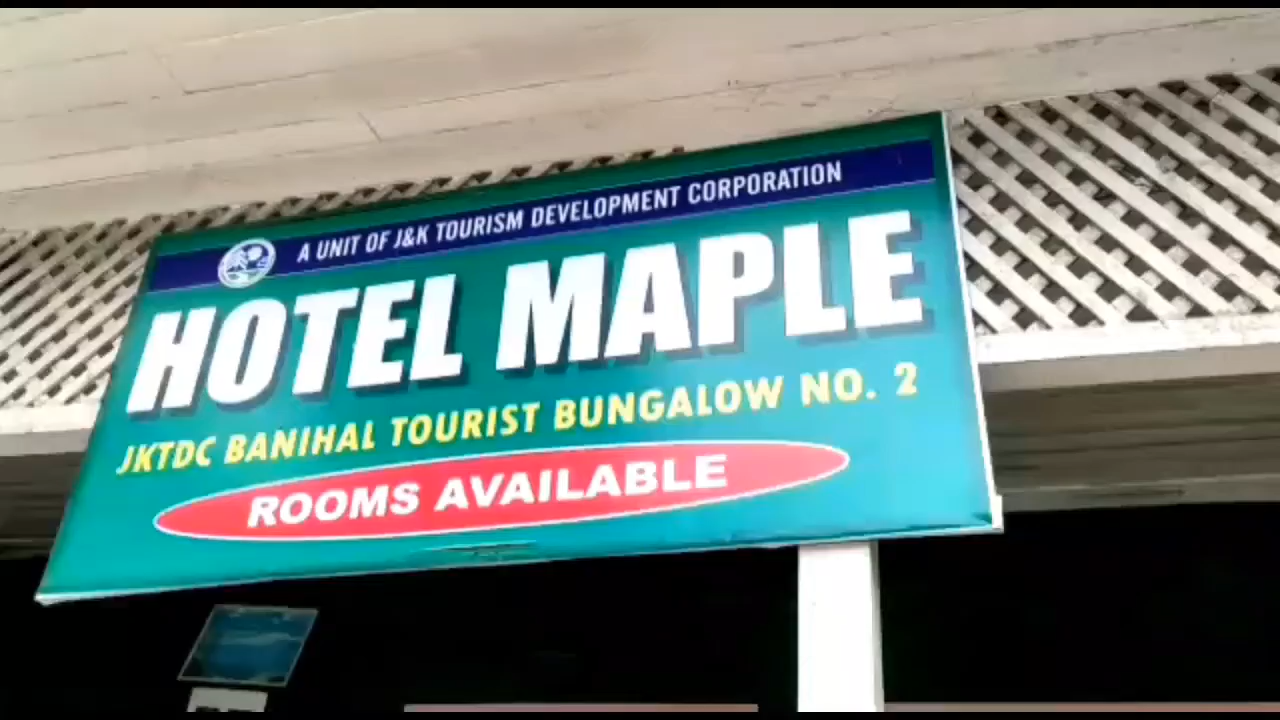 A UNIT OF J&K TOURISM DEVELOPMENT CORPORATION
HOTEL MAPLE
JKTDC BANIHAL TOURIST BUNGALOW NO. 2
ROOMS AVAILABLE